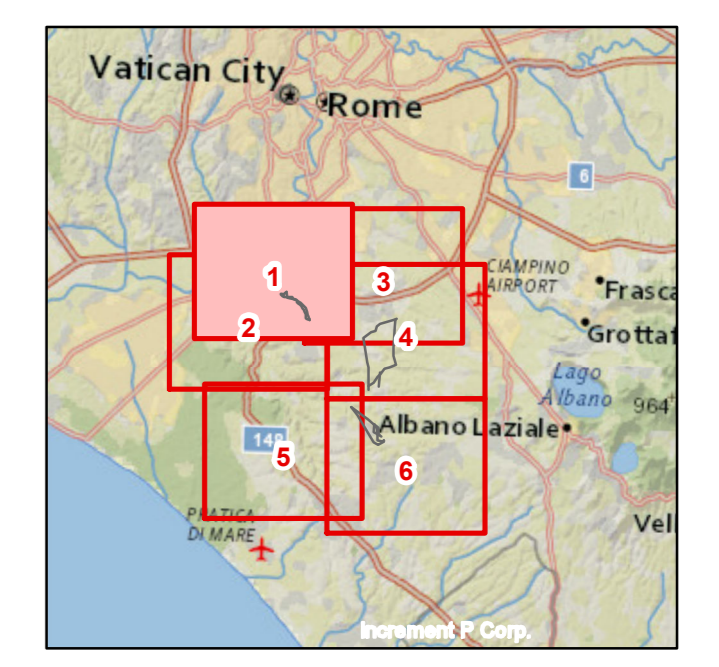 Vatican City
Rome
6
CIAMPINO
AIRPORT
1
3
Frasca
2
4
Grottaf
Lago
Albano
964
Albano Laziale
148
5
6
PRATICA
DI MARE
Vell
Increment P Corp.